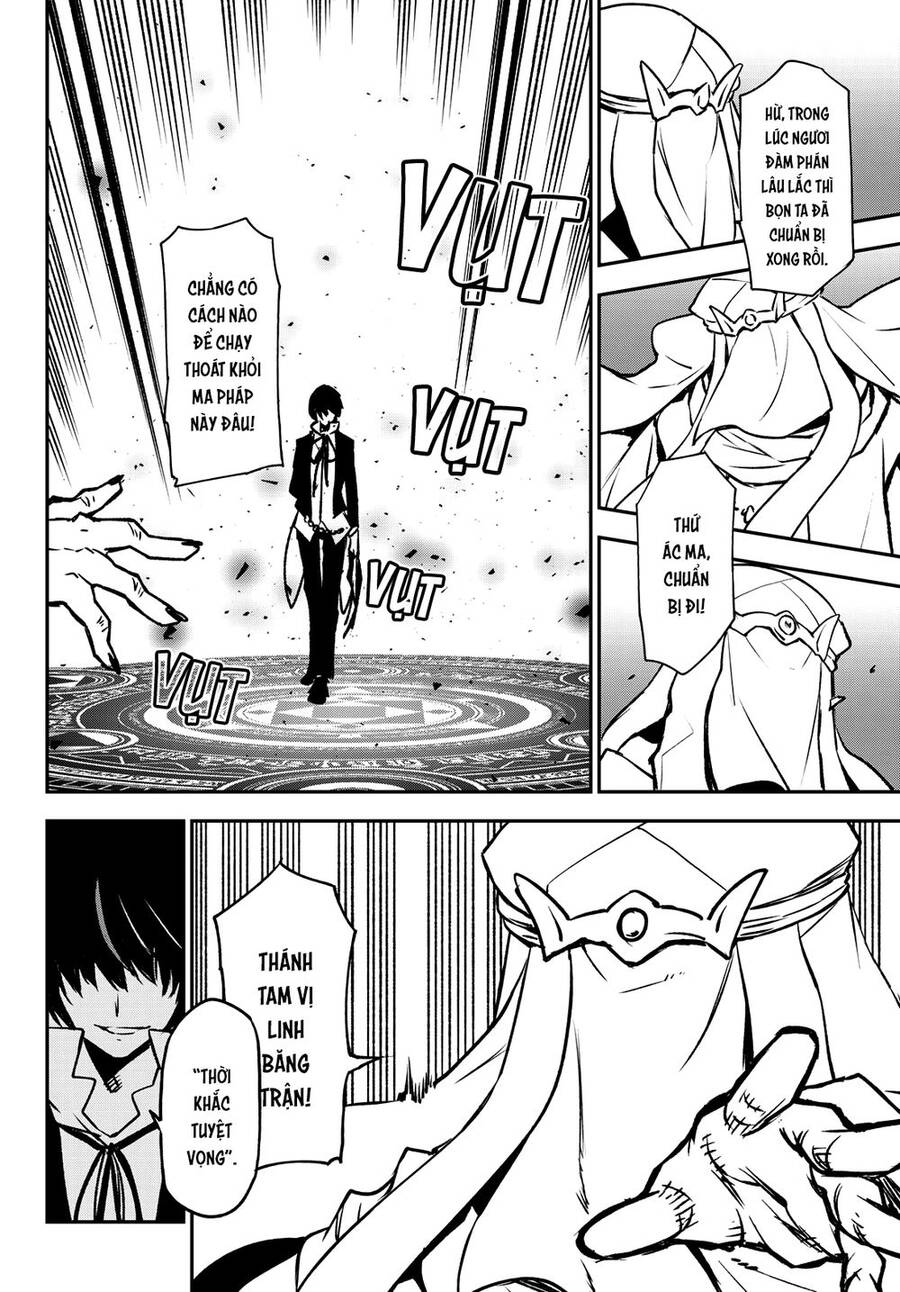 HỪ, TRONG
LÚC NGƯƠI
ĐÀM PHÁN
LÂU LẮC THÌ
BỌN TA ĐÃ
CHUẨN BỊ
XONG RỒI.
THỨ
ÁC MA,
CHUẨN
BỊ ĐI!
VỤT
CHẲNG CÓ
CÁCH NÀO
ĐỂ CHẠY
THOÁT KHỎI
MA PHÁP
NÀY ĐÂU!
VỤT
VỤT
VỤT
THÁNH
TAM VỊ
LINH
BĂNG
TRẬN!
“THỜI
KHẮC
TUYỆT
VỌNG”.